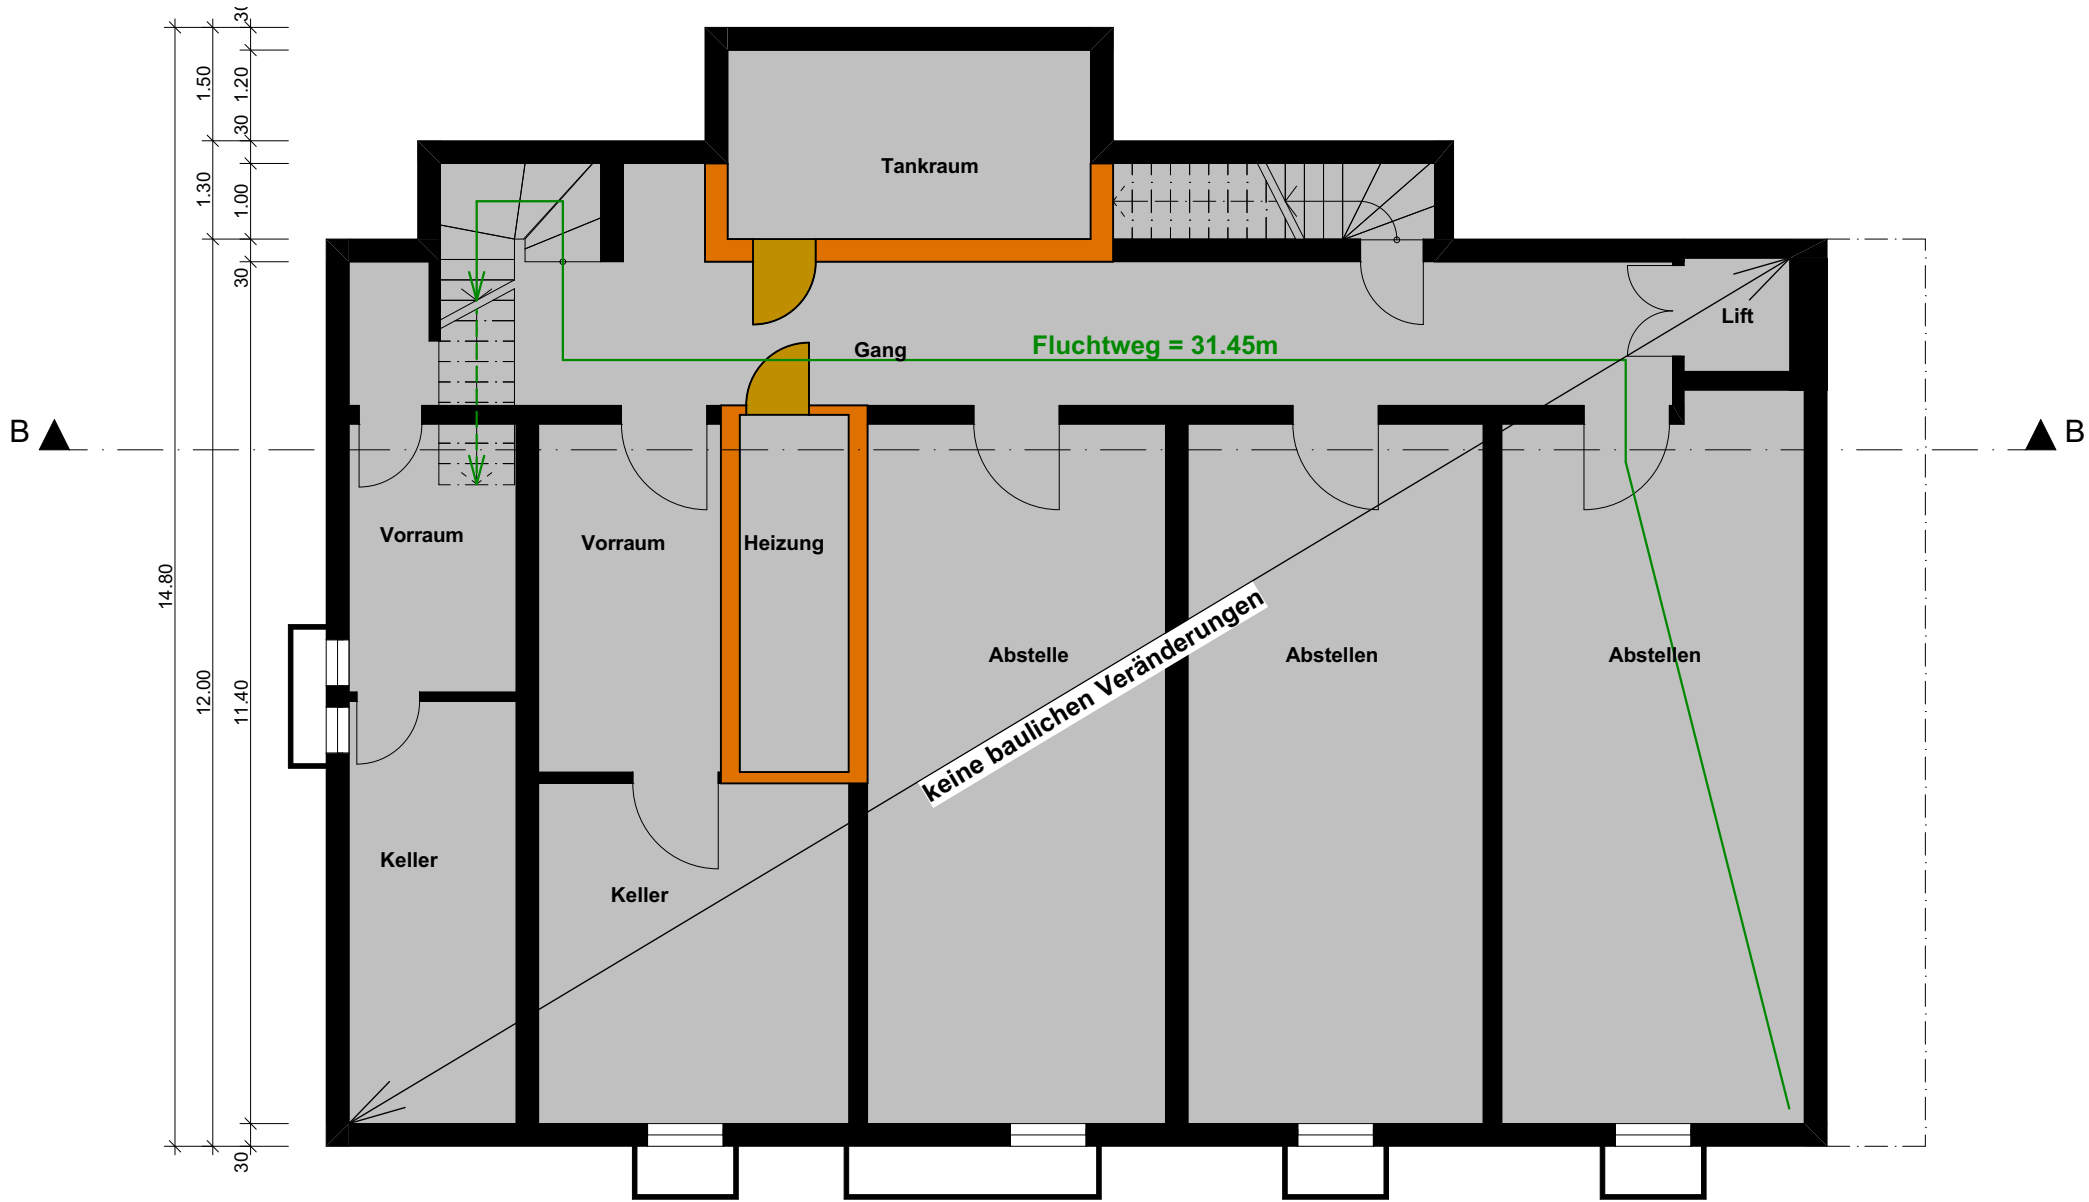 30
1.50
1.20
30
Tankraum
1.30
1.00
30
Lift
Gang
Fluchtweg = 31.45m
B
B
Vorraum
Vorraum
Heizung
14.80
12.00
11.40
Abstelle
Abstellen
Abstellen
keine baulichen Veränderungen
Keller
Keller
30